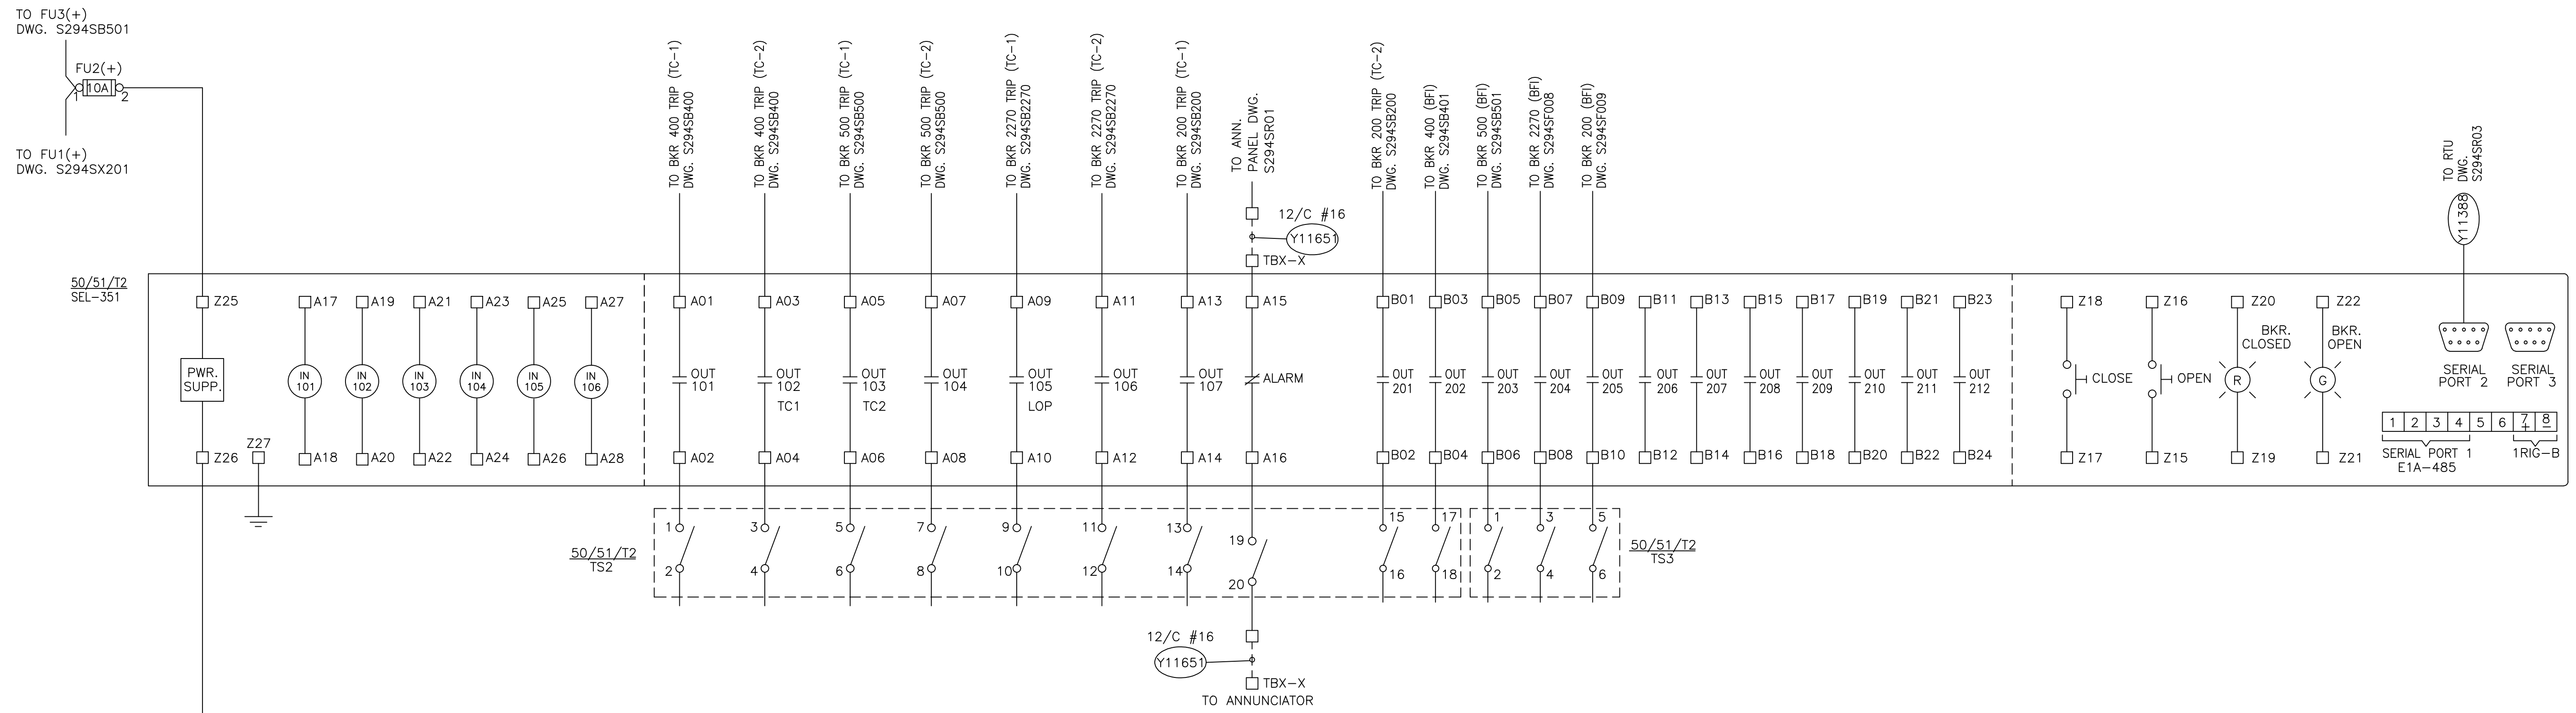 TO FU3(+)
DWG. S294SB501
FU2(+)
10A
1
2
TO FU1(+)
DWG. S294SX201
TO BKR 400 TRIP (TC-1)
DWG. S294SB400
TO BKR 400 TRIP (TC-2)
DWG. S294SB400
TO BKR 500 TRIP (TC-1)
DWG. S294SB500
TO BKR 500 TRIP (TC-2)
DWG. S294SB500
TO BKR 2270 TRIP (TC-1)
DWG. S294SB2270
TO BKR 2270 TRIP (TC-2)
DWG. S294SB2270
TO BKR 200 TRIP (TC-1)
DWG. S294SB200
TO ANN.
PANEL DWG.
S294SR01
TO BKR 200 TRIP (TC-2)
DWG. S294SB200
TO BKR 400 (BFI)
DWG. S294SB401
TO BKR 500 (BFI)
DWG. S294SB501
TO BKR 2270 (BFI)
DWG. S294SF008
TO BKR 200 (BFI)
DWG. S294SF009
TO RTU
DWG.
S294SR03
Y11388
12/C #16
Y11651
TBX-X
50/51/T2
SEL-351
Z25 A17 A19 A21 A23 A25 A27 A01 A03 A05 A07 A09 A11 A13 A15 B01 B03 B05 B07 B09 B11 B13 B15 B17 B19 B21 B23 Z18 Z16 Z20 Z22
BKR.
CLOSED
BKR.
OPEN
PWR.
SUPP.
IN
101
IN
102
IN
103
IN
104
IN
105
IN
106
OUT
101
OUT
102
TC1
OUT
103
TC2
OUT
104
OUT
105
LOP
OUT
106
OUT
107
ALARM
OUT
201
OUT
202
OUT
203
OUT
204
OUT
205
OUT
206
OUT
207
OUT
208
OUT
209
OUT
210
OUT
211
OUT
212
CLOSE
OPEN
R
G
SERIAL
PORT 2
SERIAL
PORT 3
1 2 3 4 5 6 7 8
+ -
SERIAL PORT 1
E1A-485
1RIG-B
Z26 Z27 A18 A20 A22 A24 A26 A28 A02 A04 A06 A08 A10 A12 A14 A16 B02 B04 B06 B08 B10 B12 B14 B16 B18 B20 B22 B24 Z17 Z15 Z19 Z21
50/51/T2
TS2
1 3 5 7 9 11 13 19 15 17 1 3 5
2 4 6 8 10 12 14 20 16 18 2 4 6
50/51/T2
TS3
12/C #16
Y11651
TBX-X
TO ANNUNCIATOR